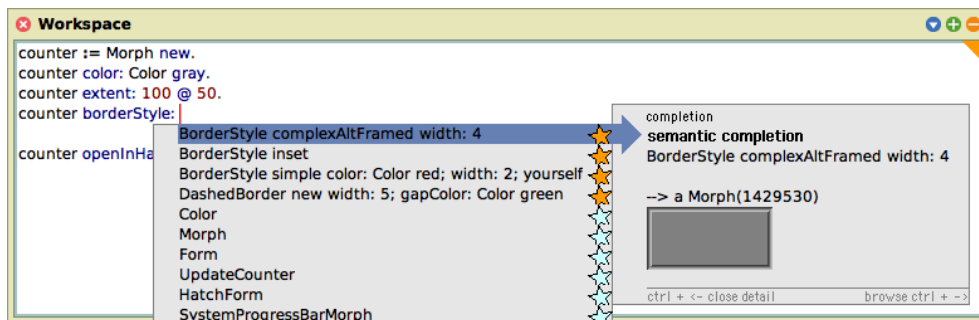 Workspace
counter := Morph new.
counter color: Color gray.
counter extent: 100 @ 50.
counter borderStyle:
counter openInHa
BorderStyle complexAltFramed width: 4
BorderStyle inset
BorderStyle simple color: Color red; width: 2; yourself
DashedBorder new width: 5; gapColor: Color green
Color
Morph
Form
UpdateCounter
HatchForm
SystemProgressBarMorph
completion
semantic completion
BorderStyle complexAltFramed width: 4
--> a Morph(1429530)
ctrl + <- close detail browse ctrl + ->